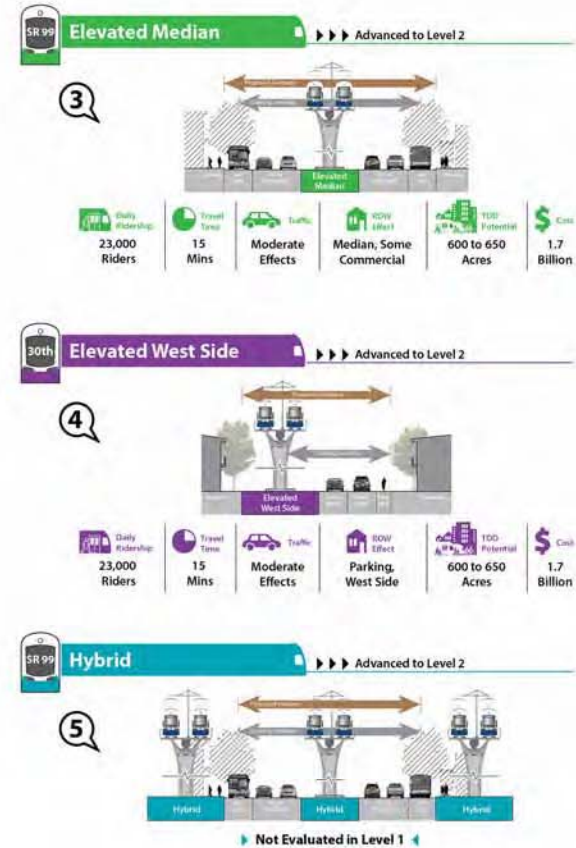 SR 99
Elevated Median
Advanced to Level 2
3
Elevated
Median
Daily
Ridership
Travel
Time
Traffic
ROW
Effect
TOD
Potential
$ Cost
23,000
Riders
15
Mins
Moderate
Effects
Median, Some
Commercial
600 to 650
Acres
1.7
Billion
30th
Elevated West Side
Advanced to Level 2
4
Elevated
West Side
Daily
Ridership
Travel
Time
Traffic
ROW
Effect
TOD
Potential
$ Cost
23,000
Riders
15
Mins
Moderate
Effects
Parking,
West Side
600 to 650
Acres
1.7
Billion
SR 99
Hybrid
Advanced to Level 2
5
Hybrid
Hybrid
Hybrid
Not Evaluated in Level 1